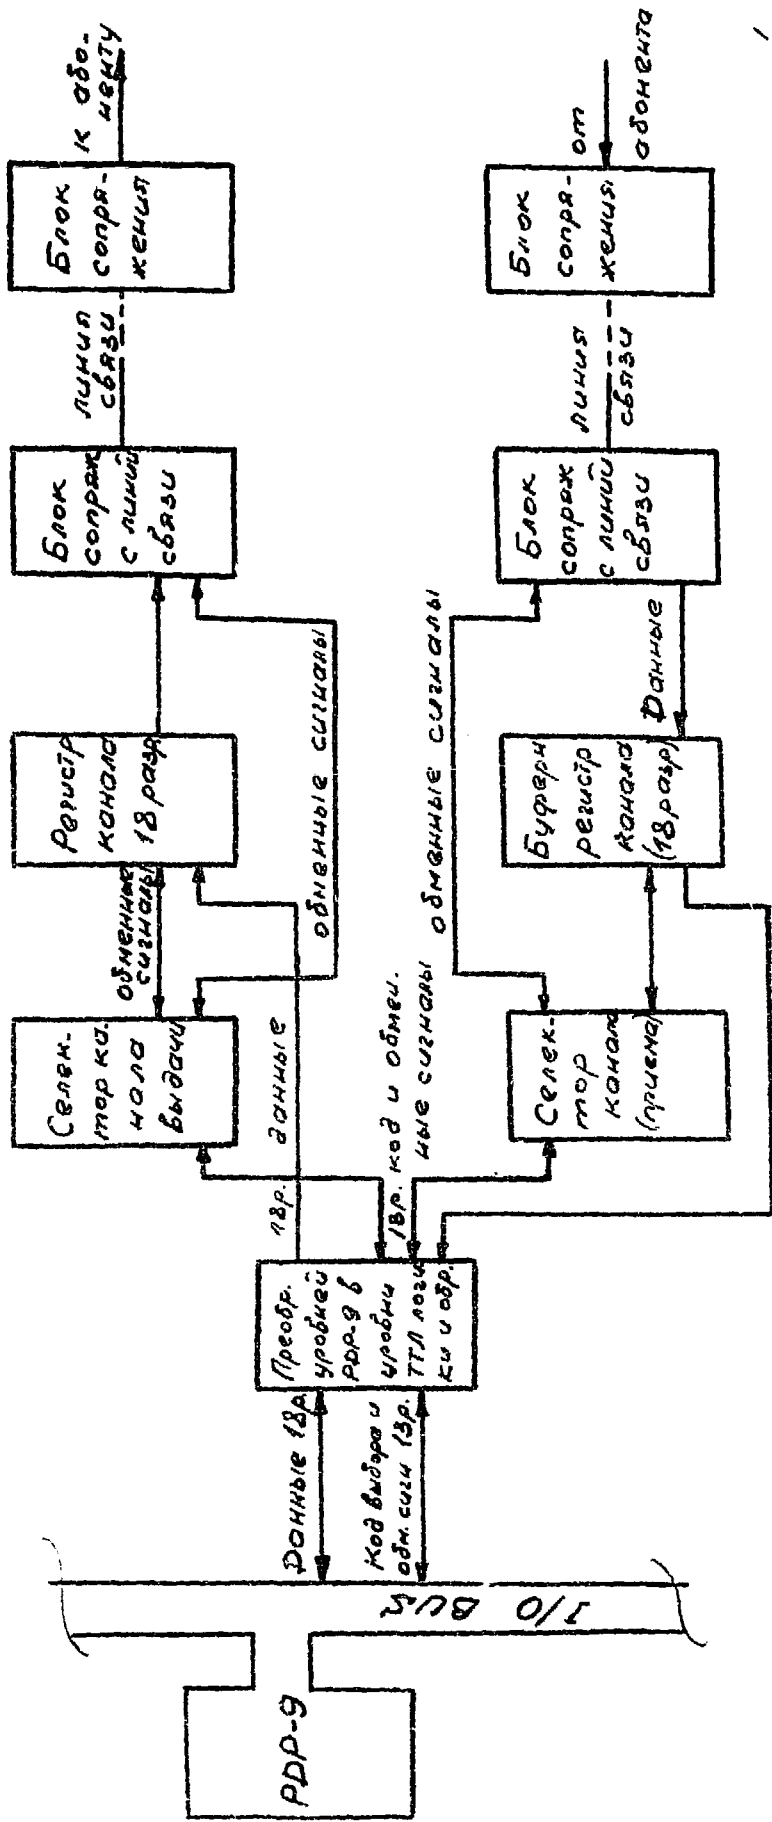 PDP-9
I/O BUS
Данные 18р.
Код выбора и
обм. сигн 13р.
Преобр.
уровней
PDP-9 в
уровни
ТТЛ логи
ки и обр.
18р. данные
18р. код и обмен.
ные сигналы
Селек-
тор ка.
нала
выдачи
обменные
сигналы
Регистр
канала
18 разр
обменные сигналы
Блок
сопряж
с линий
связи
линия
связи
Блок
сопря-
жения
к або-
ненту
Селек-
тор
канала
(приема)
обменные сигналы
Буферн
регистр
канала
(18разр)
Данные
Блок
сопряж
с линий
связи
линия
связи
Блок
сопря-
жения
от
абонента